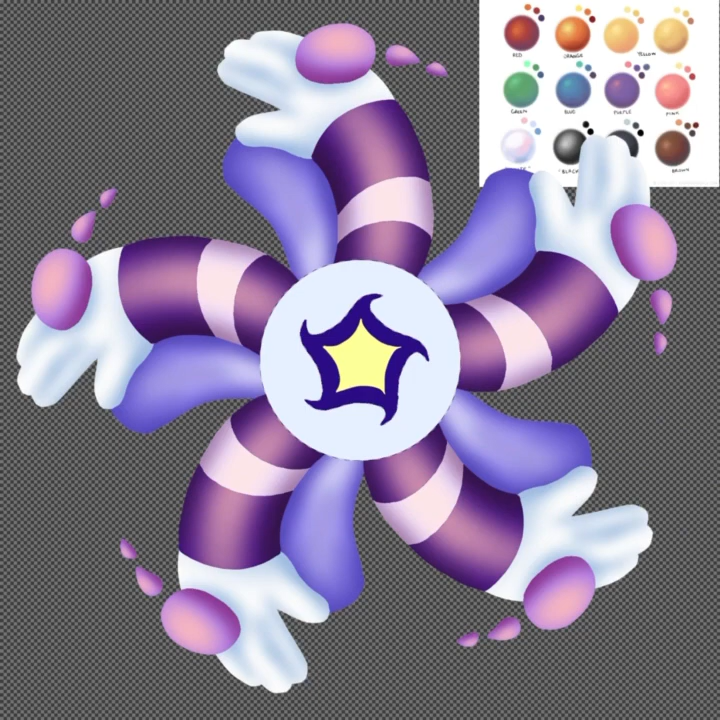 RED ORANGE YELLOW
GREEN BLUE PURPLE PINK
"BLACK" BROWN